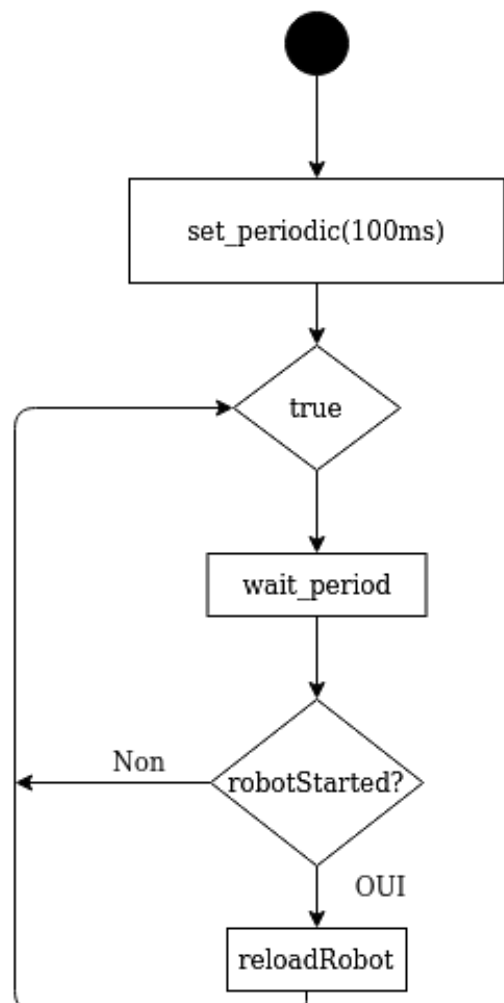 set_periodic(100ms)
true
wait_period
robotStarted?
Non
OUI
reloadRobot